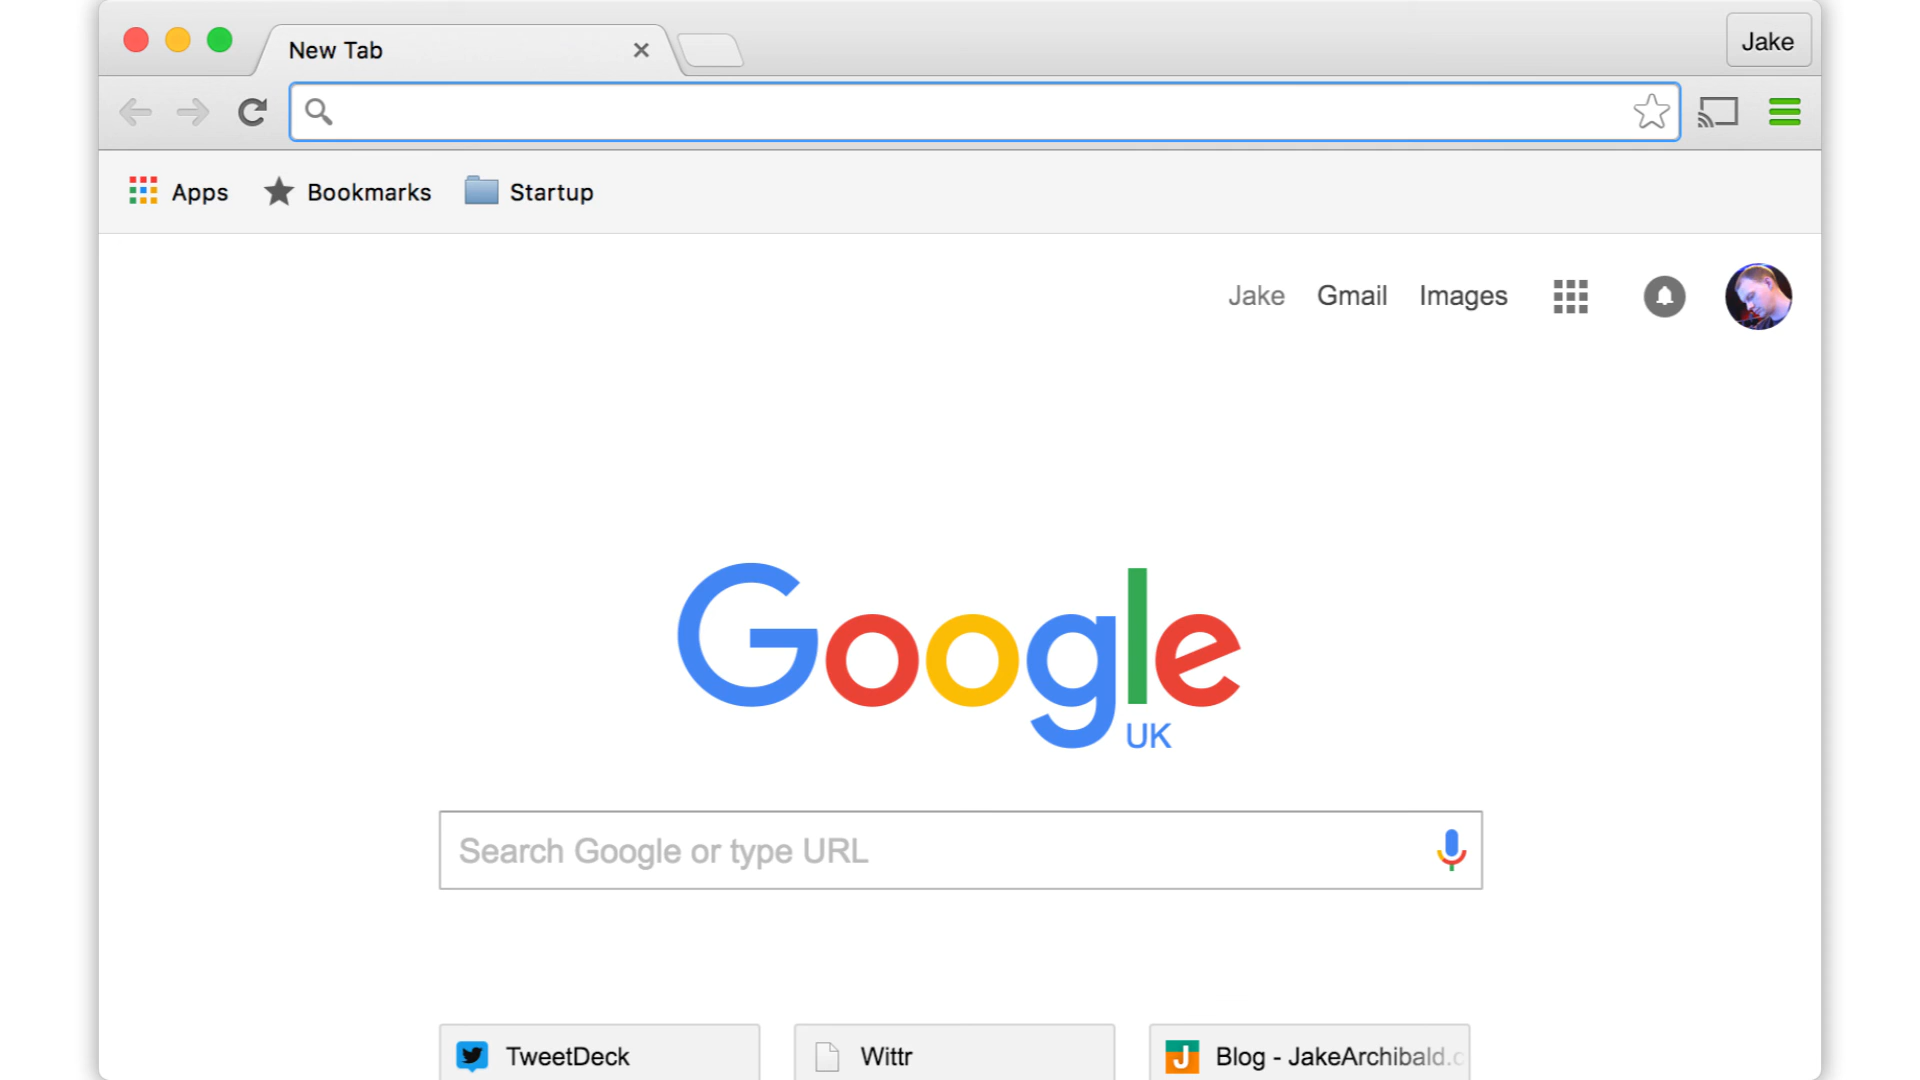 New Tab
Jake
Apps
Bookmarks
Startup
Jake
Gmail
Images
Google
UK
Search Google or type URL
TweetDeck
Wittr
J
Blog - JakeArchibald.c